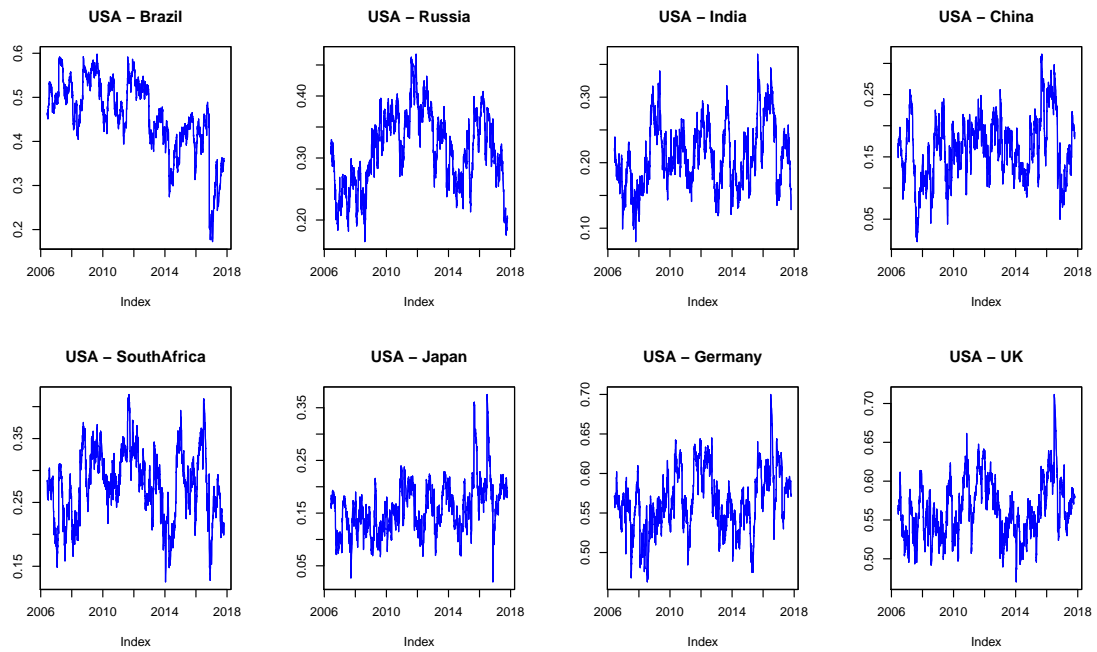 USA − Brazil
USA − Russia
USA − India
USA − China
0.2 0.3 0.4 0.5 0.6
0.20 0.30 0.40
0.10 0.20 0.30
0.05 0.15 0.25
2006 2010 2014 2018
2006 2010 2014 2018
2006 2010 2014 2018
2006 2010 2014 2018
Index
Index
Index
Index
USA − SouthAfrica
USA − Japan
USA − Germany
USA − UK
0.15 0.25 0.35
0.05 0.15 0.25 0.35
0.50 0.55 0.60 0.65 0.70
0.50 0.55 0.60 0.65 0.70
2006 2010 2014 2018
2006 2010 2014 2018
2006 2010 2014 2018
2006 2010 2014 2018
Index
Index
Index
Index